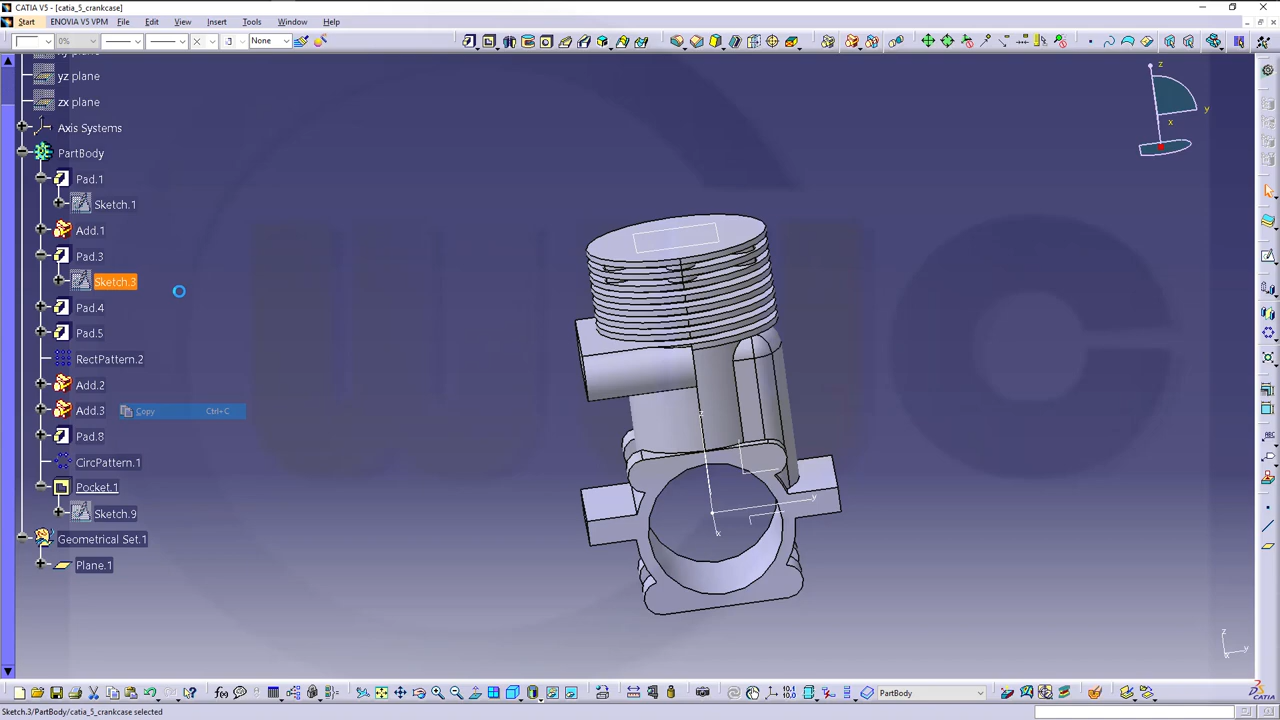 CATIA V5 - [catia_5_crankcase]
Start ENOVIA V5 VPM File Edit View Insert Tools Window Help
0% None
yz plane
zx plane
Axis Systems
PartBody
Pad.1
Sketch.1
Add.1
Pad.3
Sketch.3
Pad.4
Pad.5
RectPattern.2
Add.2
Add.3
Copy Ctrl+C
Pad.8
CircPattern.1
Pocket.1
Sketch.9
Geometrical Set.1
Plane.1
z
y
x
z
y
x
z
y
x
PartBody
Sketch.3/PartBody/catia_5_crankcase selected